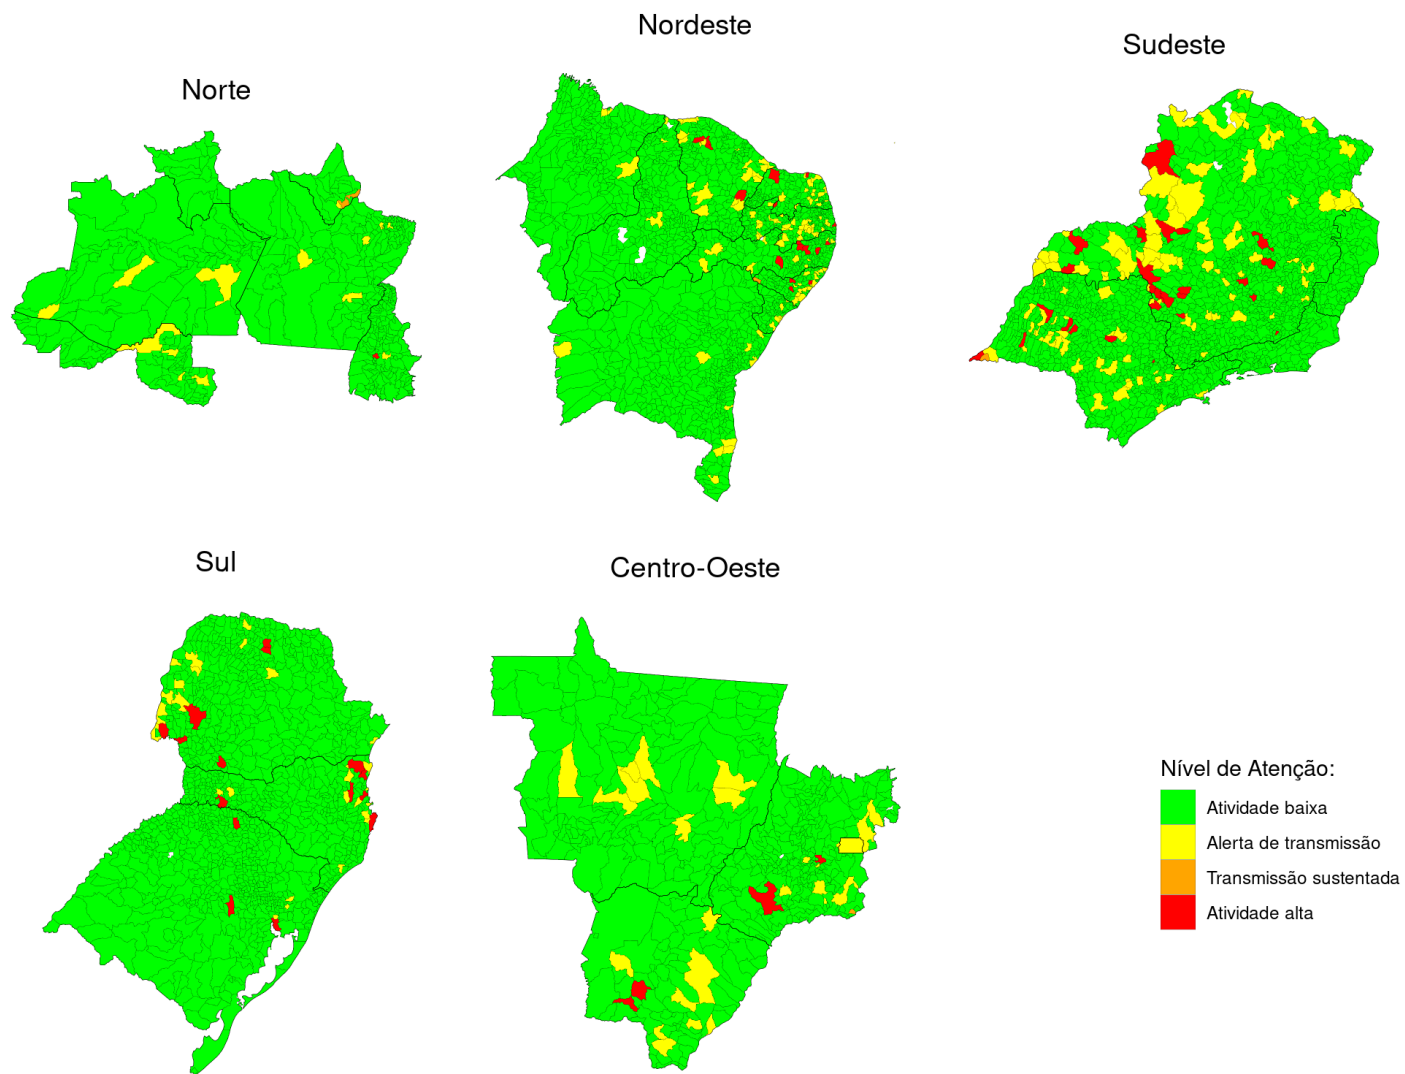 Norte
Nordeste
Sudeste
Sul
Centro-Oeste
Nível de Atenção:
Atividade baixa
Alerta de transmissão
Transmissão sustentada
Atividade alta